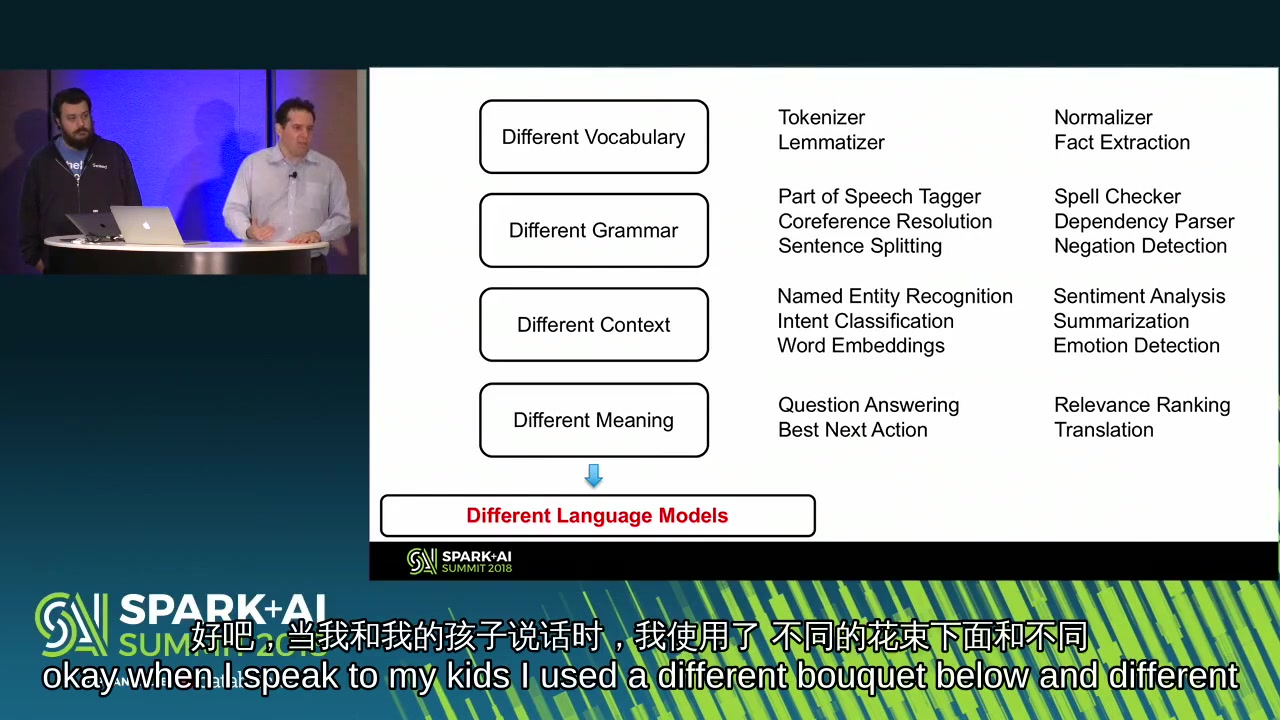 Different Vocabulary
Tokenizer
Lemmatizer
Normalizer
Fact Extraction
Different Grammar
Part of Speech Tagger
Coreference Resolution
Sentence Splitting
Spell Checker
Dependency Parser
Negation Detection
Different Context
Named Entity Recognition
Intent Classification
Word Embeddings
Sentiment Analysis
Summarization
Emotion Detection
Different Meaning
Question Answering
Best Next Action
Relevance Ranking
Translation
Different Language Models
SPARK+AI
SUMMIT 2018
SPARK+AI
SUMMIT 2018
好吧，当我和我的孩子说话时，我使用了 不同的花束下面和不同
okay when I speak to my kids I used a different bouquet below and different